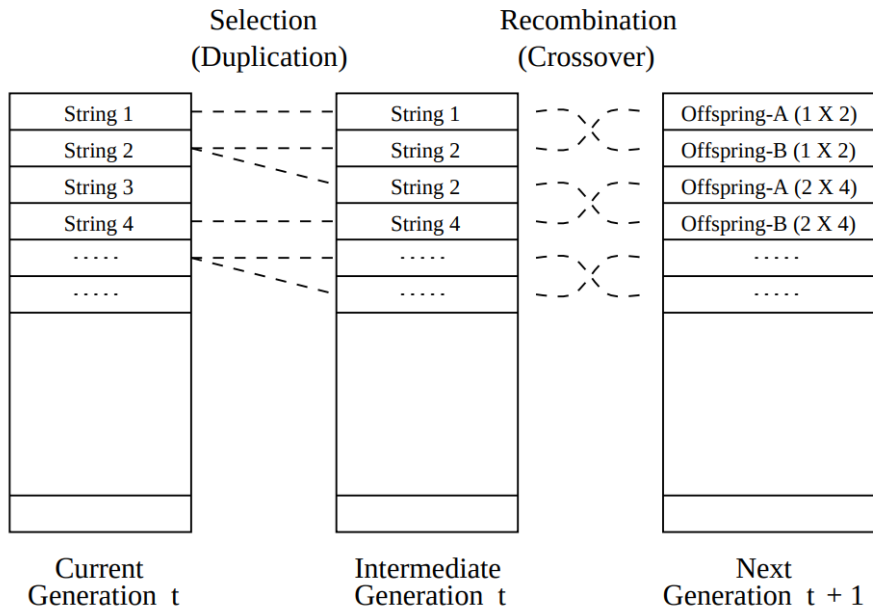 Selection
(Duplication)
Recombination
(Crossover)
String 1
String 2
String 3
String 4
.....
.....
String 1
String 2
String 2
String 4
.....
.....
Offspring-A (1 X 2)
Offspring-B (1 X 2)
Offspring-A (2 X 4)
Offspring-B (2 X 4)
.....
.....
Current
Generation t
Intermediate
Generation t
Next
Generation t + 1